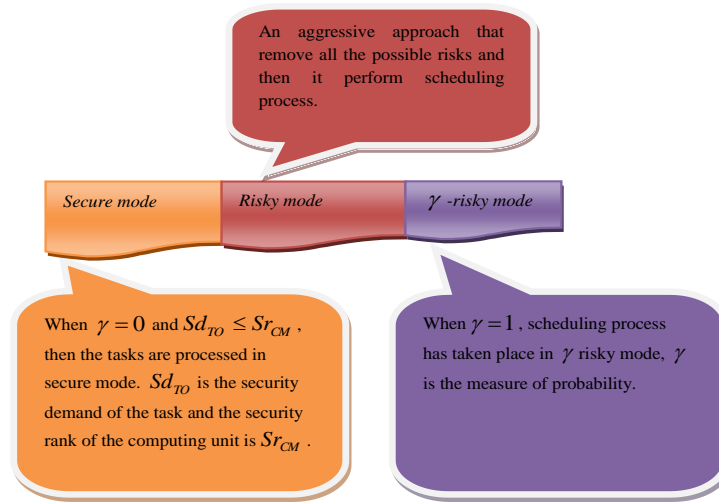 An aggressive approach that
remove all the possible risks and
then it perform scheduling
process.
Secure mode
Risky mode
γ -risky mode
When γ = 0 and Sd_TO ≤ Sr_CM ,
then the tasks are processed in
secure mode. Sd_TO is the security
demand of the task and the security
rank of the computing unit is Sr_CM .
When γ = 1 , scheduling process
has taken place in γ risky mode, γ
is the measure of probability.